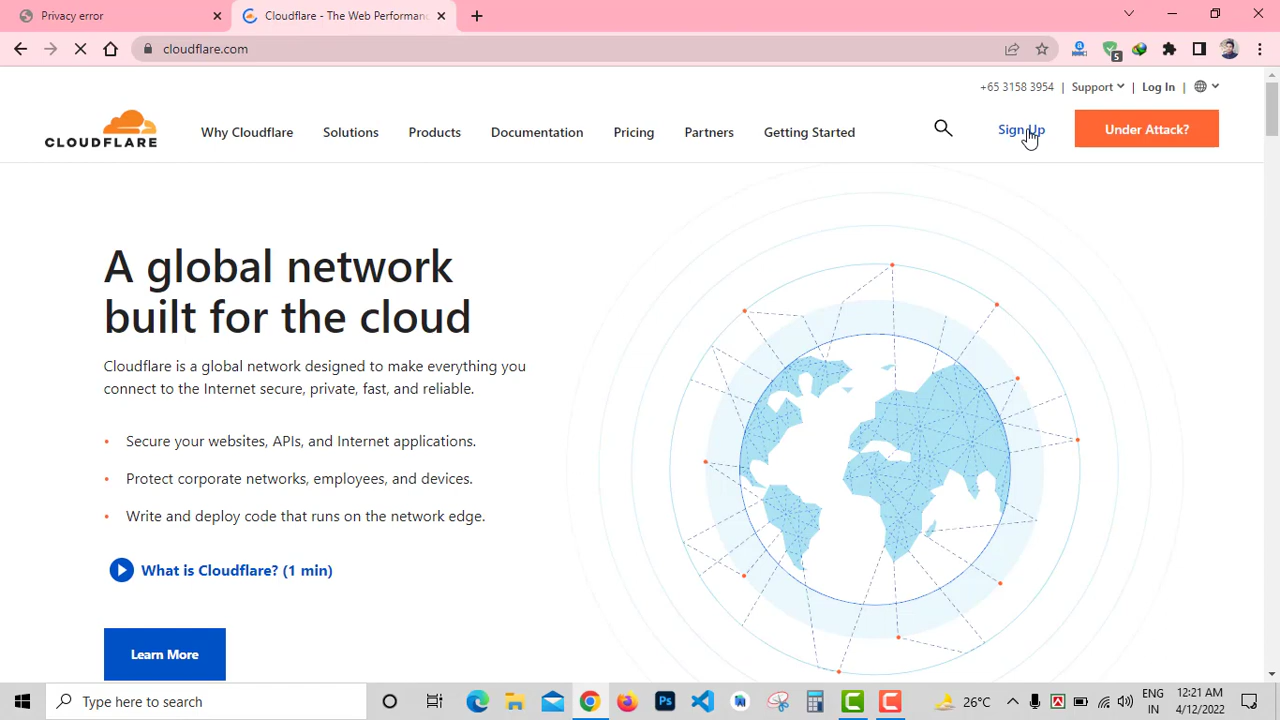 Privacy error
Cloudflare - The Web Performanc
cloudflare.com
5
+65 3158 3954 | Support | Log In |
CLOUDFLARE
Why Cloudflare Solutions Products Documentation Pricing Partners Getting Started
Sign Up
Under Attack?
A global network
built for the cloud
Cloudflare is a global network designed to make everything you
connect to the Internet secure, private, fast, and reliable.
• Secure your websites, APIs, and Internet applications.
• Protect corporate networks, employees, and devices.
• Write and deploy code that runs on the network edge.
What is Cloudflare? (1 min)
Learn More
Type here to search
Ps
26°C
ENG
IN
12:21 AM
4/12/2022